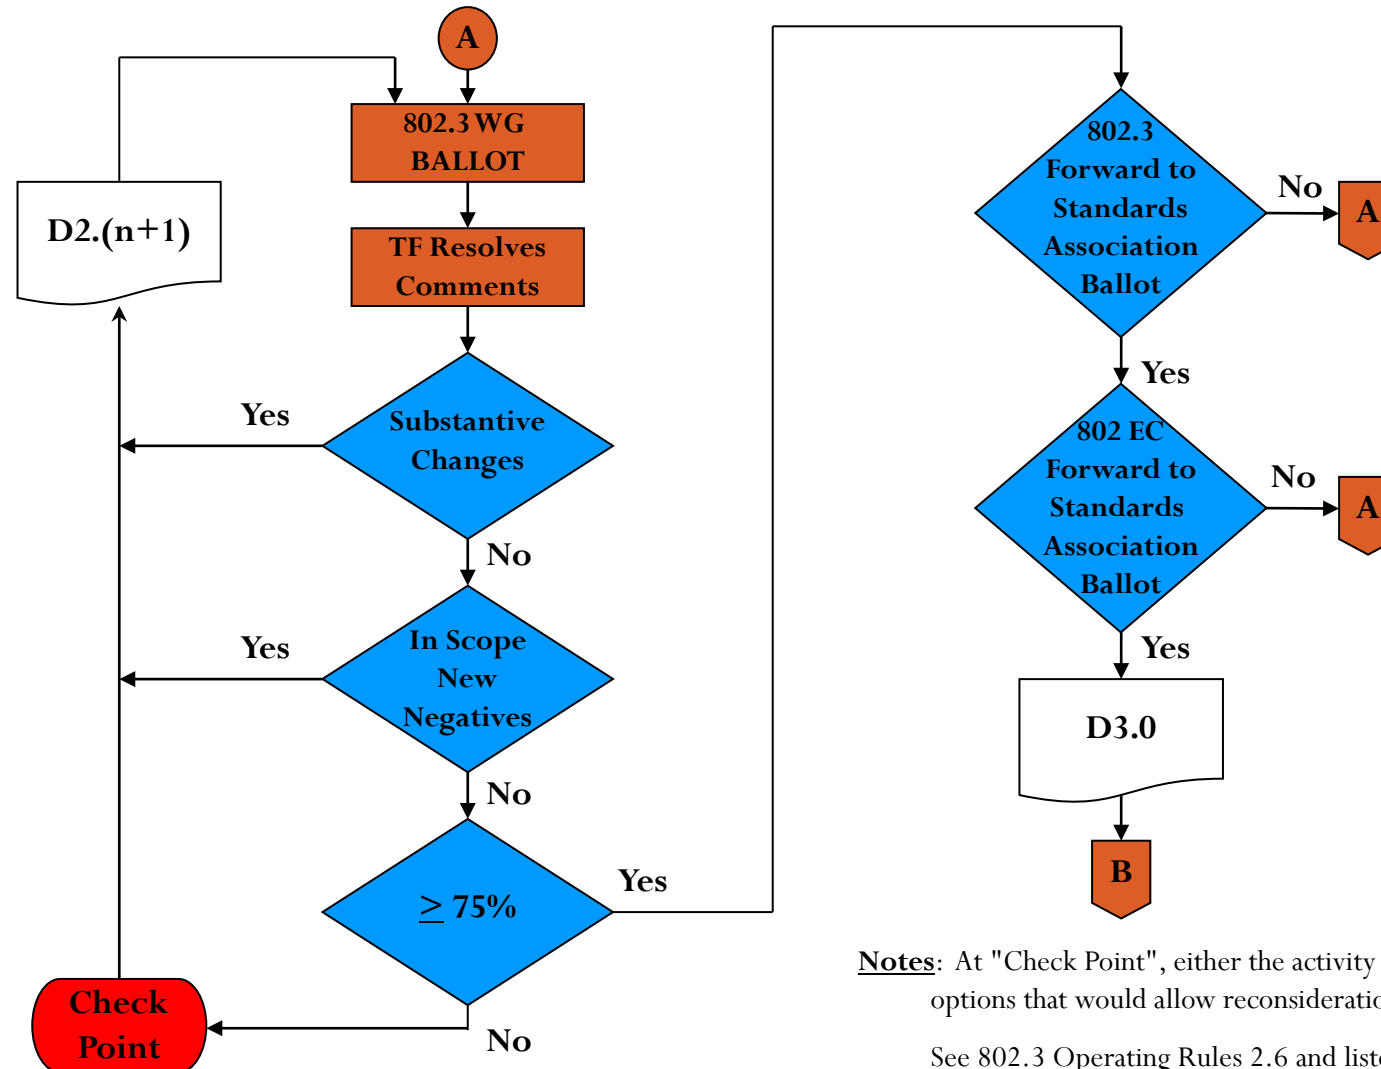 A
802.3 WG
BALLOT
D2.(n+1)
TF Resolves
Comments
Yes
Substantive
Changes
No
Yes
In Scope
New
Negatives
No
≥ 75%
Yes
No
Check
Point
802.3
Forward to
Standards
Association
Ballot
No
A
Yes
802 EC
Forward to
Standards
Association
Ballot
No
A
Yes
D3.0
B
Notes: At "Check Point", either the activity
options that would allow
See 802.3 Operating Rules 2.6 and